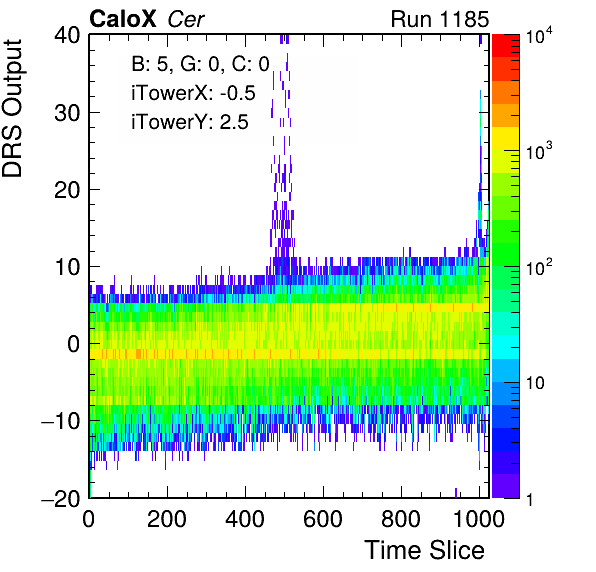 CaloX Cer
Run 1185
DRS Output
B: 5, G: 0, C: 0
iTowerX: -0.5
iTowerY: 2.5
40
30
20
10
0
−10
−20
0
200
400
600
800
1000
Time Slice
10^4
10^3
10^2
10
1